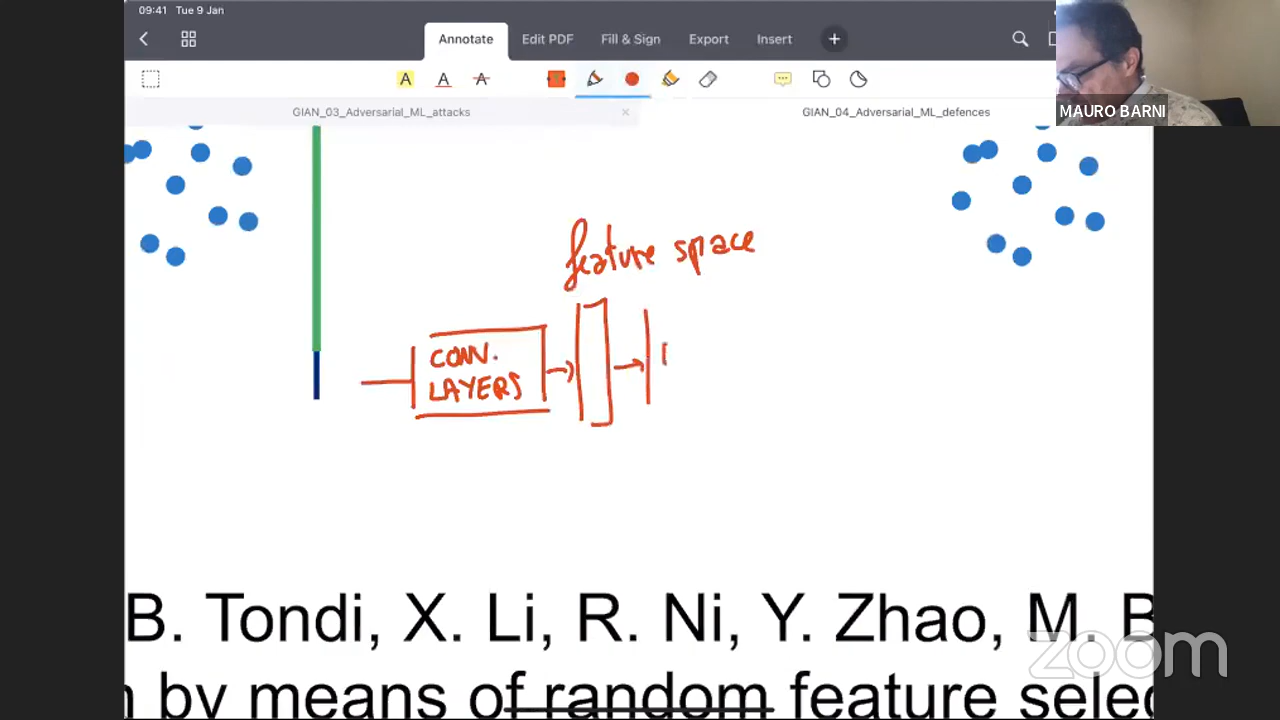 09:41 Tue 9 Jan
Annotate Edit PDF Fill & Sign Export Insert
A A A
GIAN_03_Adversarial_ML_attacks GIAN_04_Adversarial_ML_defences
MAURO BARNI
feature space
CONV.
LAYERS
B. Tondi, X. Li, R. Ni, Y. Zhao, M. B
n by means of random feature selec
zoom